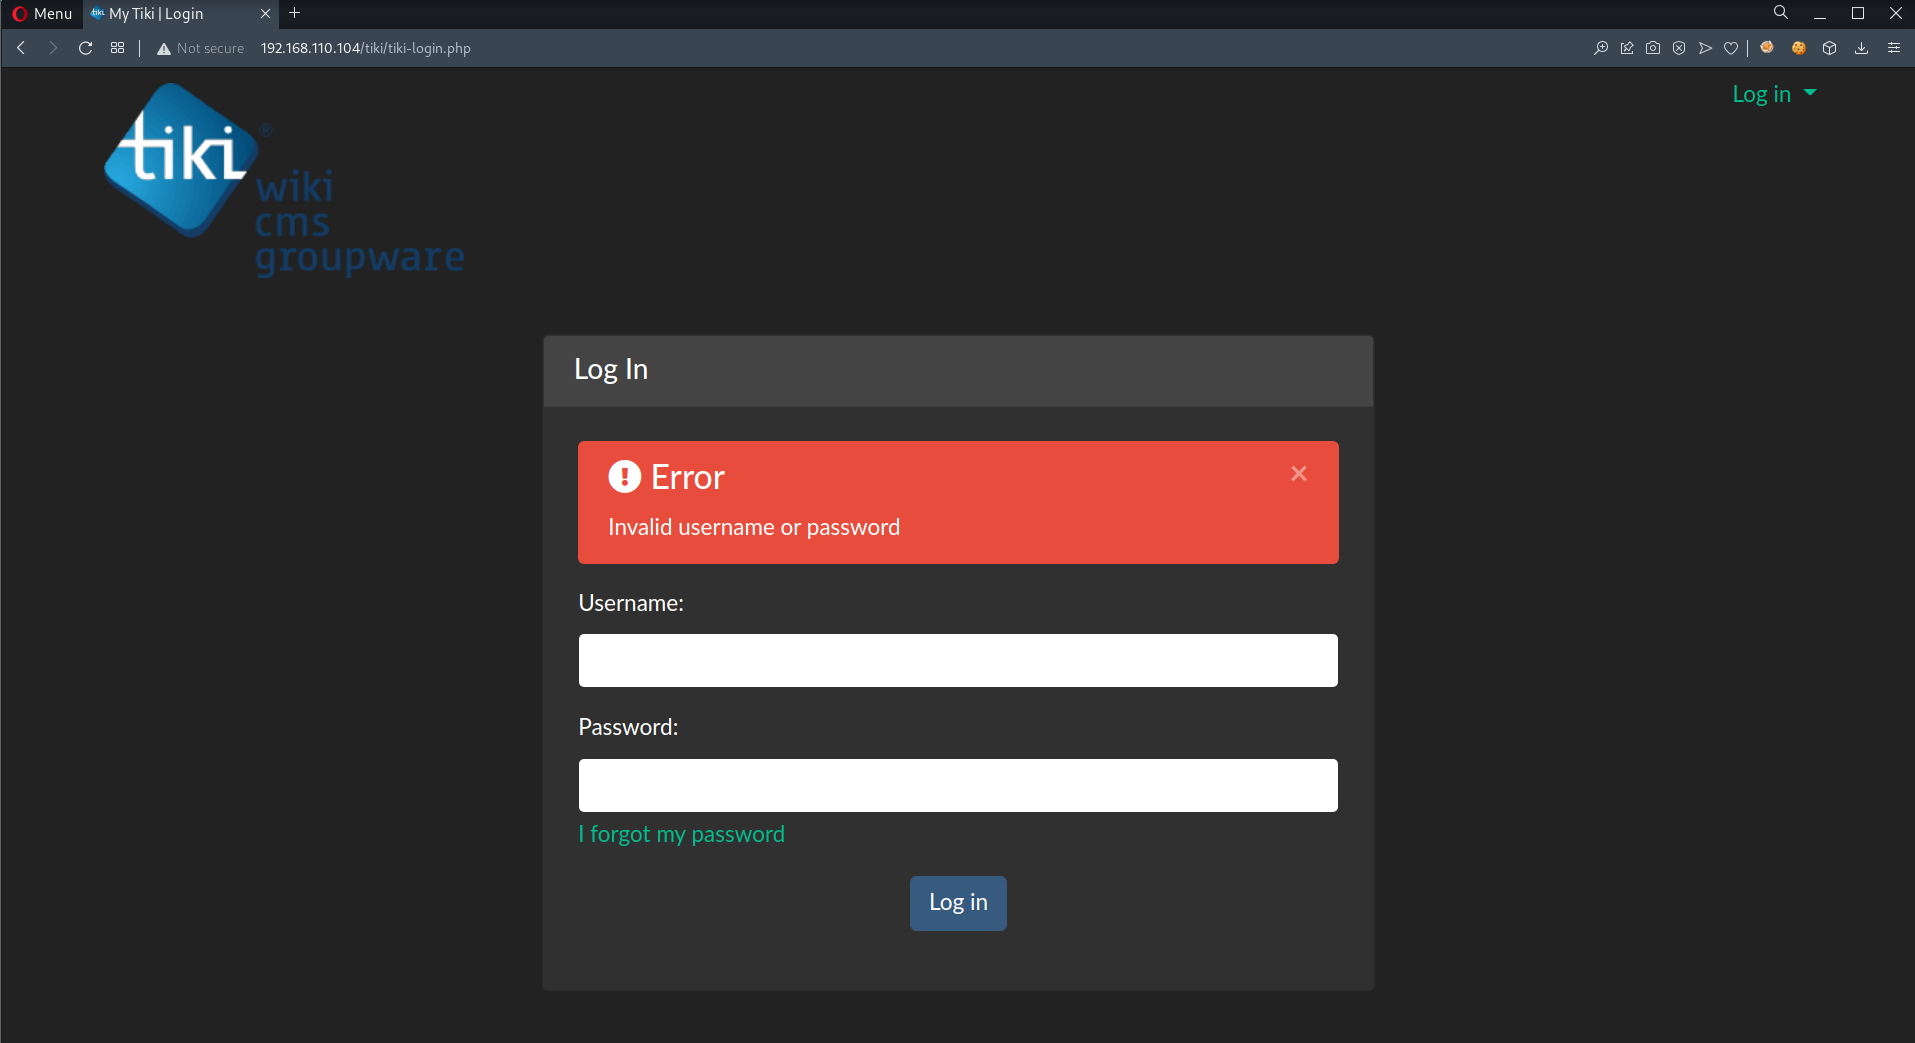 Menu
tiki My Tiki | Login
Not secure 192.168.110.104/tiki/tiki-login.php
Log in
tiki ®
wiki
cms
groupware
Log In
Error
Invalid username or password
Username:
Password:
I forgot my password
Log in